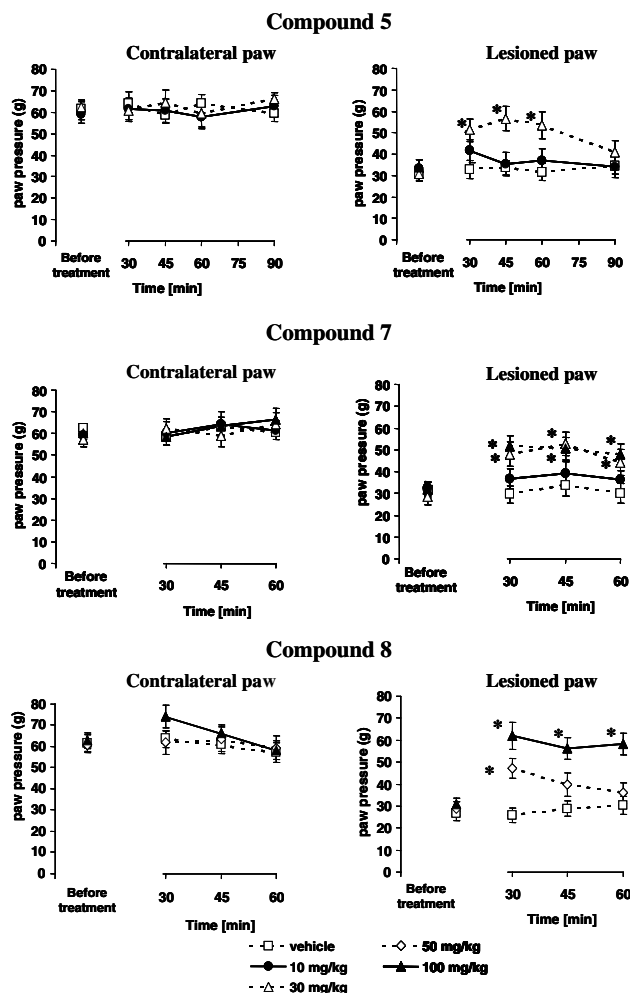 Compound 5
Contralateral paw
Lesioned paw
paw pressure (g)
80
70
60
50
40
30
20
10
0
Before treatment
30 45 60 75 90
Time [min]
paw pressure (g)
80
70
60
50
40
30
20
10
0
Before treatment
30 45 60 75 90
Time [min]
* * *
Compound 7
Contralateral paw
Lesioned paw
paw pressure (g)
80
70
60
50
40
30
20
10
0
Before treatment
30 45 60
Time [min]
paw pressure (g)
80
70
60
50
40
30
20
10
0
Before treatment
30 45 60
Time [min]
* * *
* * *
Compound 8
Contralateral paw
Lesioned paw
paw pressure (g)
80
70
60
50
40
30
20
10
0
Before treatment
30 45 60
Time [min]
paw pressure (g)
80
70
60
50
40
30
20
10
0
Before treatment
30 45 60
Time [min]
* * *
*
vehicle
10 mg/kg
30 mg/kg
50 mg/kg
100 mg/kg